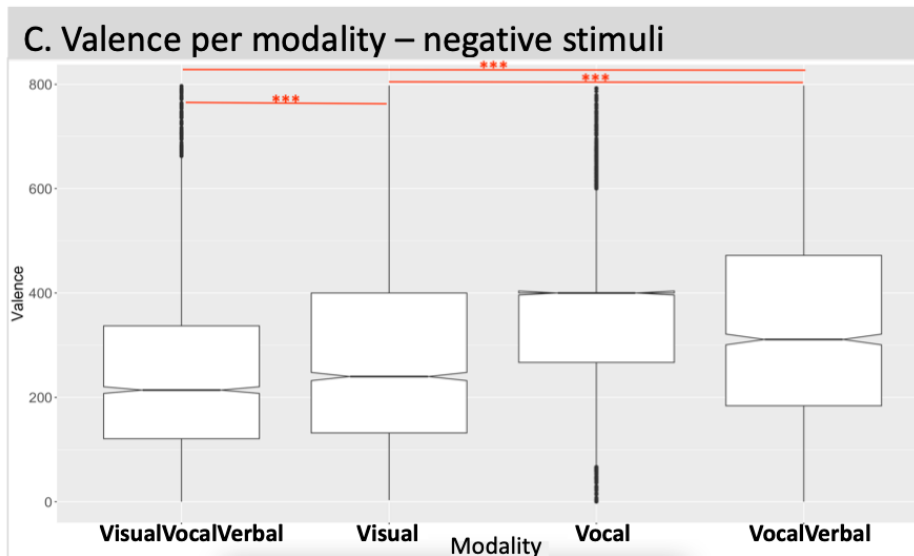 C. Valence per modality – negative stimuli
***
***
***
800
600
400
200
0
Valence
VisualVocalVerbal Visual Vocal VocalVerbal
Modality